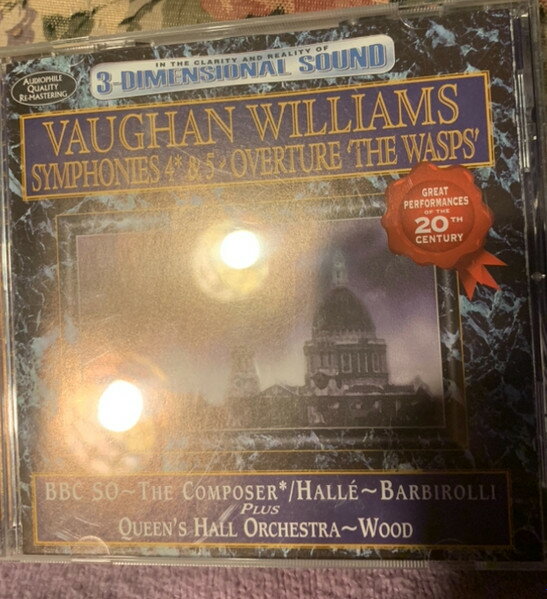 IN THE CLARITY AND REALITY OF
3-DIMENSIONAL SOUND
AUDIOPHILE
QUALITY
RE-MASTERING
VAUGHAN WILLIAMS
SYMPHONIES 4* & 5 · OVERTURE 'THE WASPS'
GREAT
PERFORMANCES
OF THE
20TH
CENTURY
BBC SO~THE COMPOSER*/HALLÉ~BARBIROLLI
PLUS
QUEEN'S HALL ORCHESTRA~WOOD